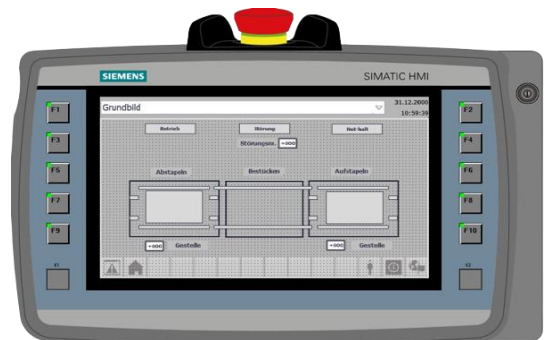 SIEMENS SIMATIC HMI
Grundbild 31.12.2000
10:59:39
F1 F2
Betrieb Störung Not-halt
F3 Störungsnr. +000 F4
F5 Abstapeln Bestücken Aufstapeln F6
F7 F8
F9 F10
+000 Gestelle +000 Gestelle